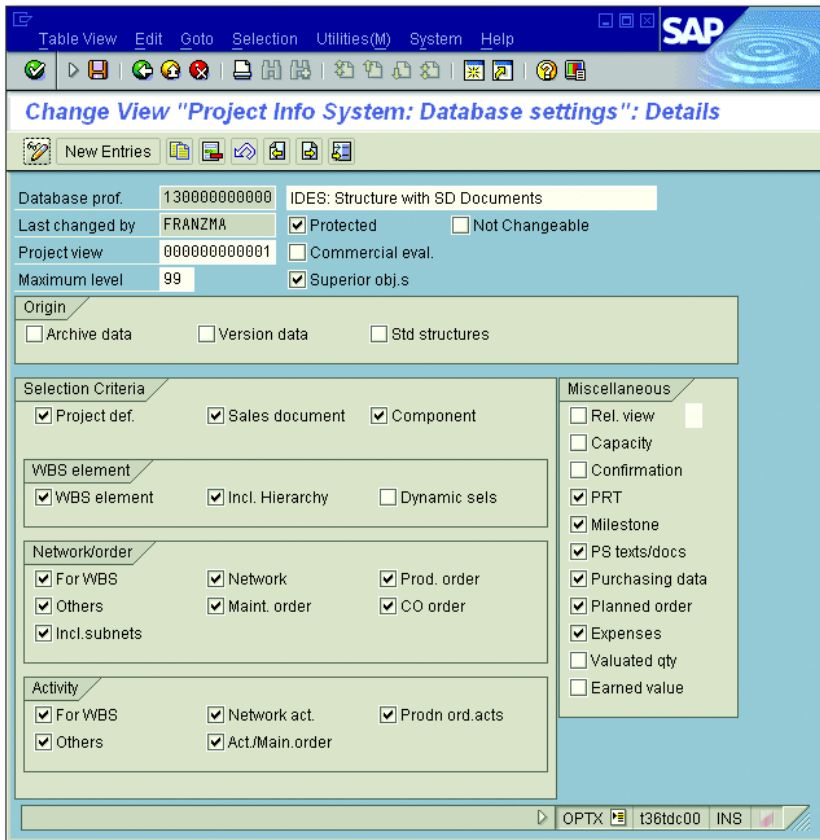 SAP
Table View Edit Goto Selection Utilities(M) System Help
Change View "Project Info System: Database settings": Details
New Entries
Database prof. 130000000000 IDES: Structure with SD Documents
Last changed by FRANZMA Protected Not Changeable
Project view 000000000001 Commercial eval.
Maximum level 99 Superior obj.s
Origin
Archive data Version data Std structures
Selection Criteria
Project def. Sales document Component
WBS element
WBS element Incl. Hierarchy Dynamic sels
Network/order
For WBS Network Prod. order
Others Maint. order CO order
Incl.subnets
Activity
For WBS Network act. Prodn ord.acts
Others Act./Main.order
Miscellaneous
Rel. view
Capacity
Confirmation
PRT
Milestone
PS texts/docs
Purchasing data
Planned order
Expenses
Valuated qty
Earned value
OPTX t36tdc00 INS